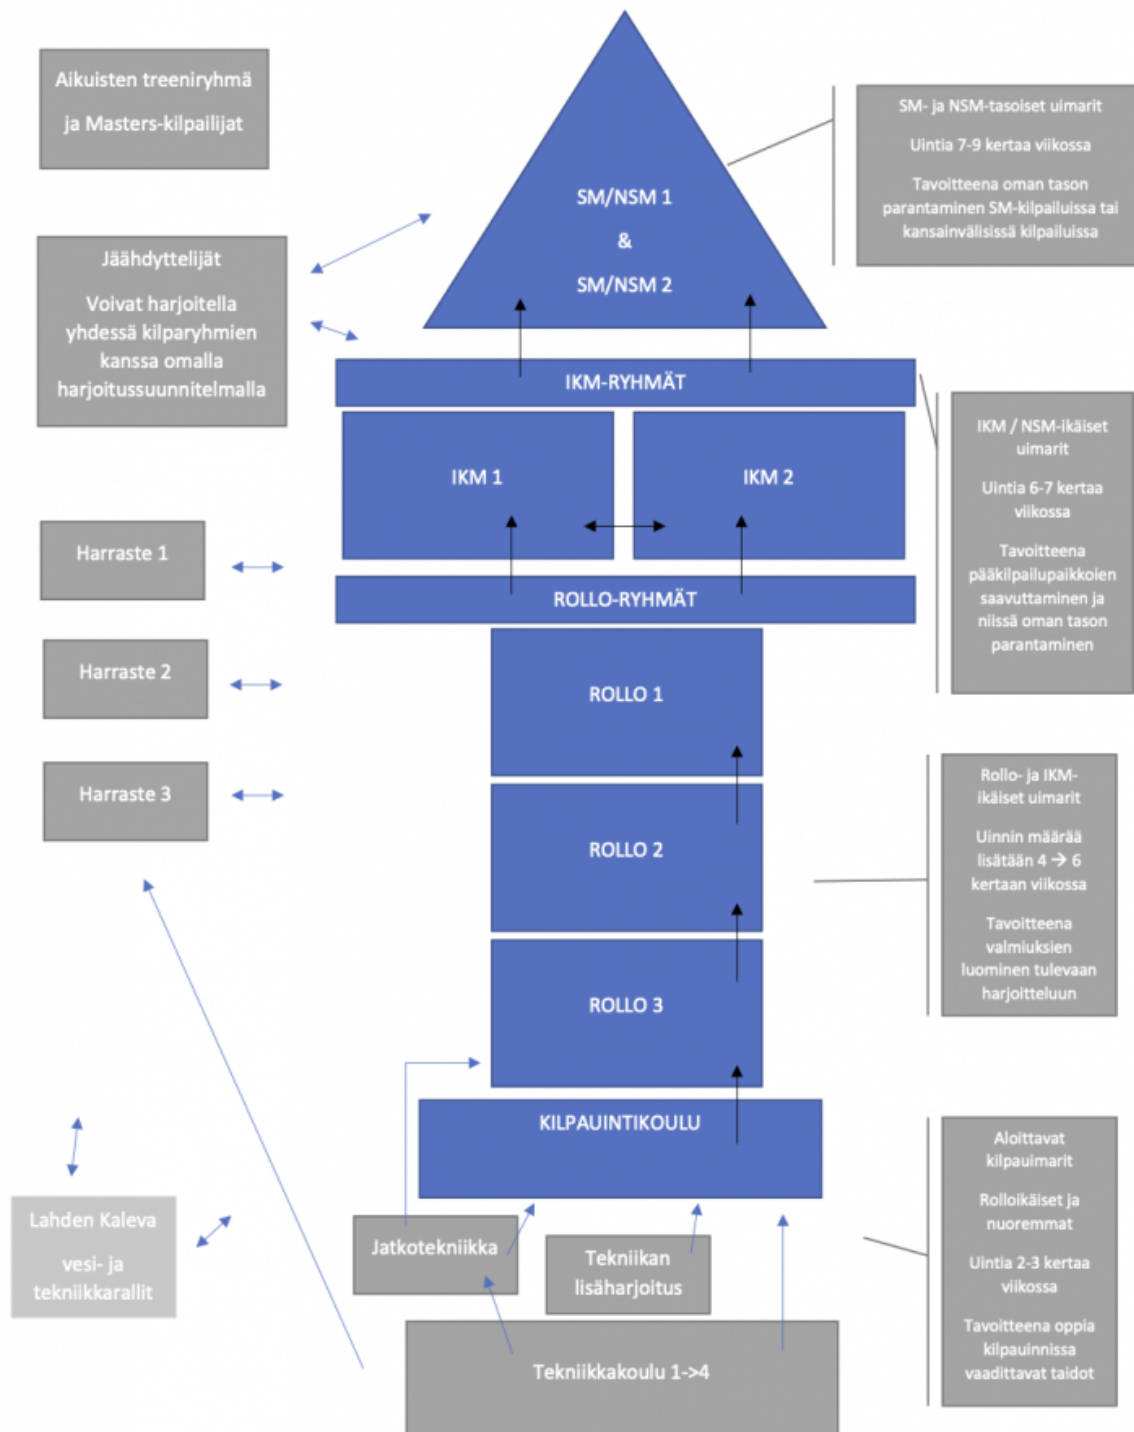 Aikuisten treeniryhmä
ja Masters-kilpailijat
SM- ja NSM-tasoiset uimarit
Uintia 7-9 kertaa viikossa
Tavoitteena oman tason
parantaminen SM-kilpailuissa tai
kansainvälisissä kilpailuissa
SM/NSM 1
&
SM/NSM 2
Jäähdyttelijät
Voivat harjoitella
yhdessä kilparyhmien
kanssa omalla
harjoitussuunnitelmalla
IKM-RYHMÄT
IKM 1
IKM 2
IKM / NSM-ikäiset
uimarit
Uintia 6-7 kertaa
viikossa
Tavoitteena
pääkilpailupaikkoien
saavuttaminen ja
niissä oman tason
parantaminen
Harraste 1
ROLLO-RYHMÄT
Harraste 2
ROLLO 1
Harraste 3
ROLLO 2
Rollo- ja IKM-
ikäiset uimarit
Uinnin määrää
lisätään 4 → 6
kertaan viikossa
Tavoitteena
valmiuksien
luominen tulevaan
harjoitteluun
ROLLO 3
KILPAUINTIKOULU
Aloittavat
kilpauimarit
Rolloikäiset ja
nuoremmat
Uintia 2-3 kertaa
viikossa
Tavoitteena oppia
kilpauinnissa
vaadittavat taidot
Lahden Kaleva
vesi- ja
tekniikkarallit
Jatkotekniikka
Tekniikan
lisäharjoitus
Tekniikkakoulu 1->4